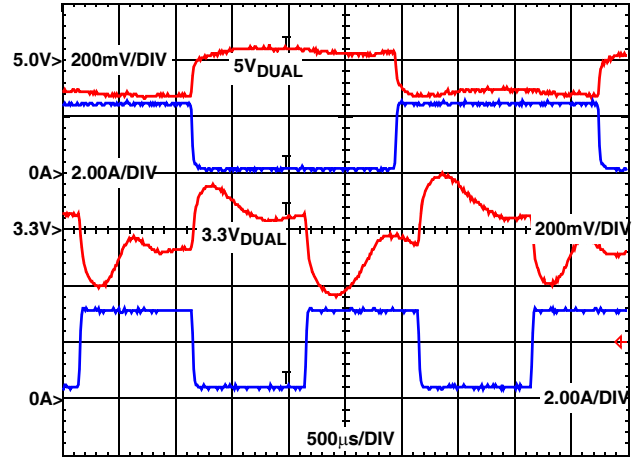 5.0V>
200mV/DIV
5VDUAL
0A>
2.00A/DIV
3.3V>
3.3VDUAL
200mV/DIV
0A>
2.00A/DIV
500μs/DIV